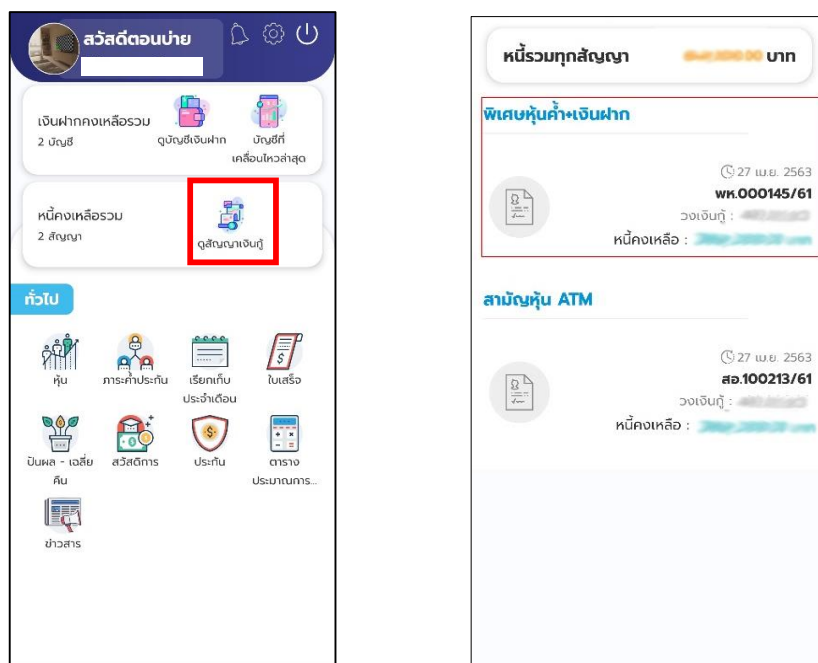 สวัสดีตอนบ่าย
เงินฝากคงเหลือรวม
2 บัญชี
ดูบัญชีเงินฝาก
บัญชีที่
เคลื่อนไหวล่าสุด
หนี้คงเหลือรวม
2 สัญญา
ดูสัญญาเงินกู้
ทั่วไป
หุ้น
ภาระค้ำประกัน
เรียกเก็บ
ประจำเดือน
ใบเสร็จ
ปันผล - เฉลี่ย
คืน
สวัสดิการ
ประกัน
ตาราง
ประมาณการ...
ข่าวสาร
หนี้รวมทุกสัญญา บาท
พิเศษหุ้นค้ำ+เงินฝาก
27 เม.ย. 2563
พห.000145/61
วงเงินกู้ :
หนี้คงเหลือ :
สามัญหุ้น ATM
27 เม.ย. 2563
สอ.100213/61
วงเงินกู้ :
หนี้คงเหลือ :